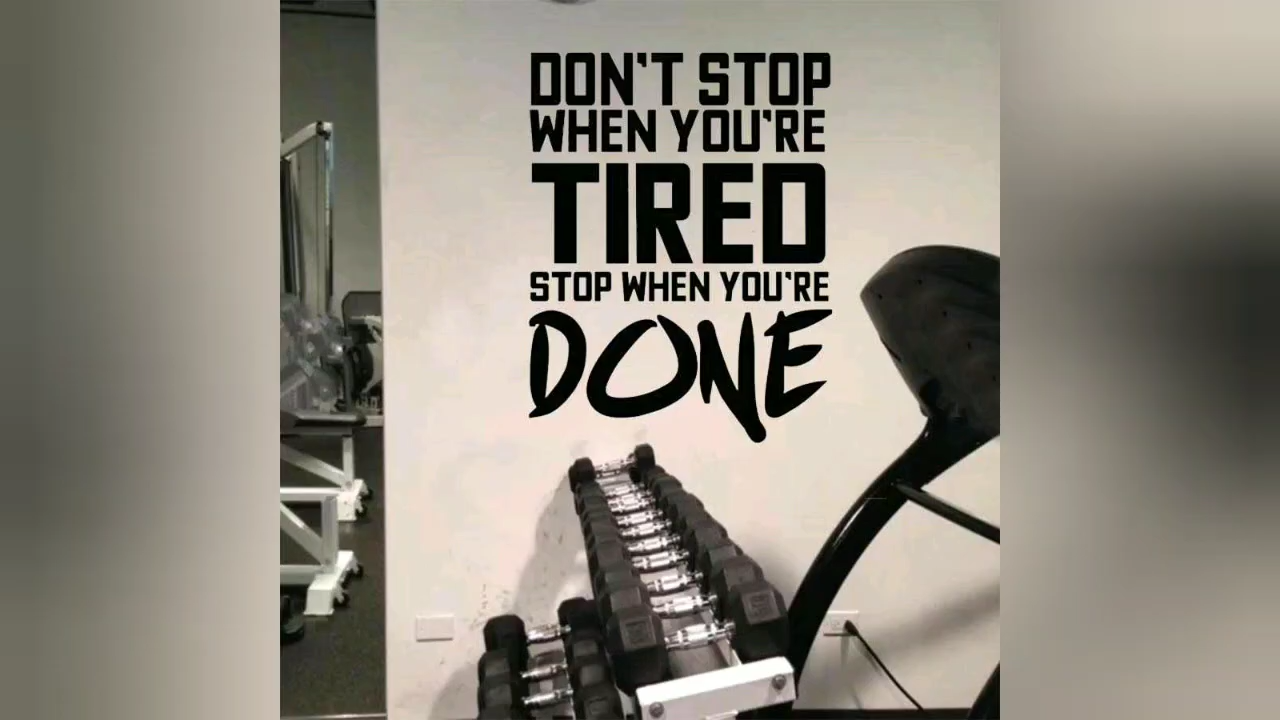 DON'T STOP
WHEN YOU'RE
TIRED
STOP WHEN YOU'RE
DONE